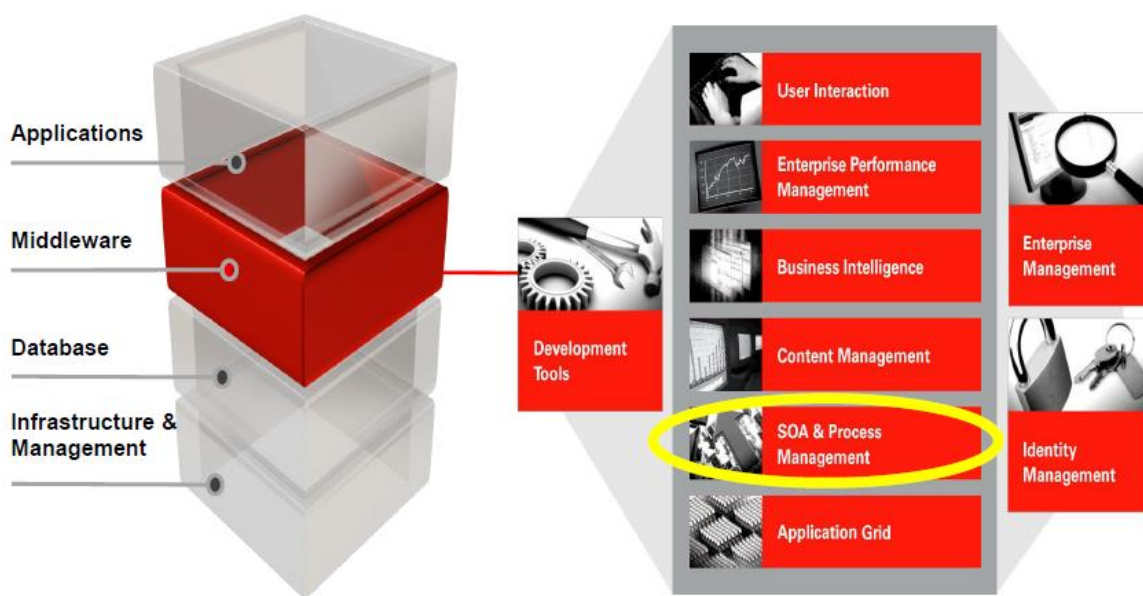 Applications
Middleware
Database
Infrastructure &
Management
Development
Tools
User Interaction
Enterprise Performance
Management
Business Intelligence
Content Management
SOA & Process
Management
Application Grid
Enterprise
Management
Identity
Management